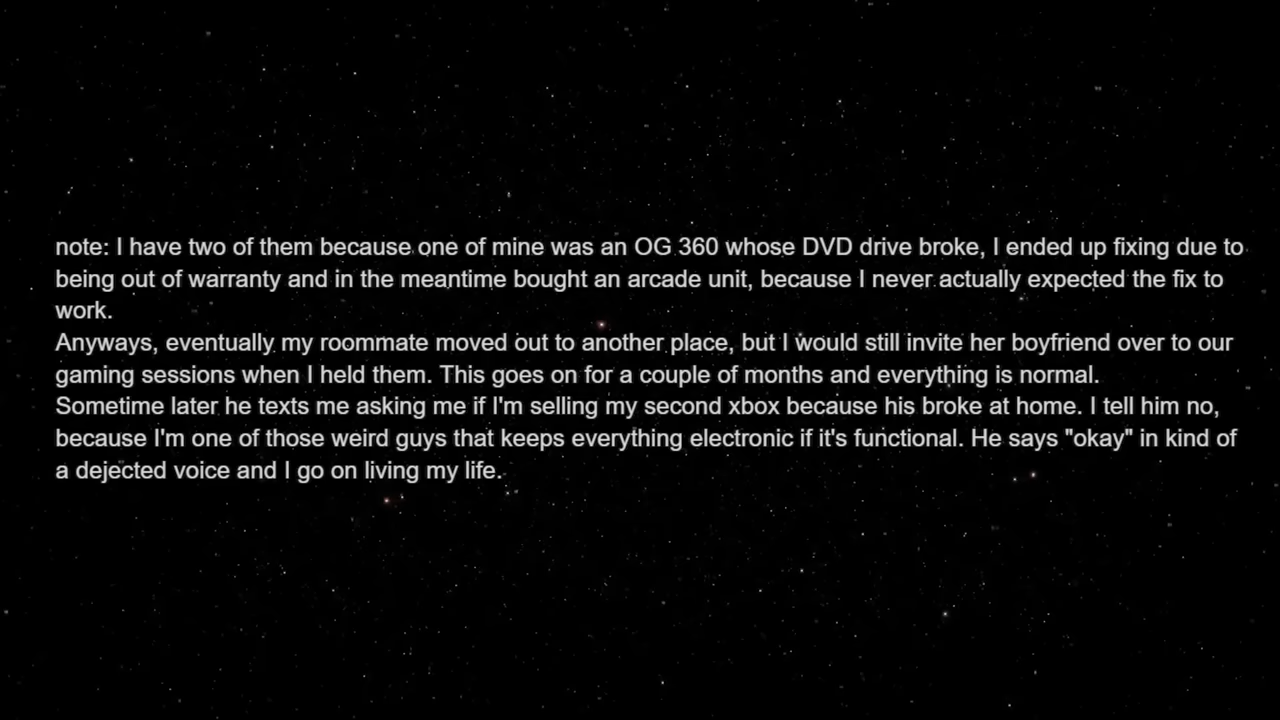 note: I have two of them because one of mine was an OG 360 whose DVD drive broke, I ended up fixing due to
being out of warranty and in the meantime bought an arcade unit, because I never actually expected the fix to
work.
Anyways, eventually my roommate moved out to another place, but I would still invite her boyfriend over to our
gaming sessions when I held them. This goes on for a couple of months and everything is normal.
Sometime later he texts me asking me if I'm selling my second xbox because his broke at home. I tell him no,
because I'm one of those weird guys that keeps everything electronic if it's functional. He says "okay" in kind of
a dejected voice and I go on living my life.